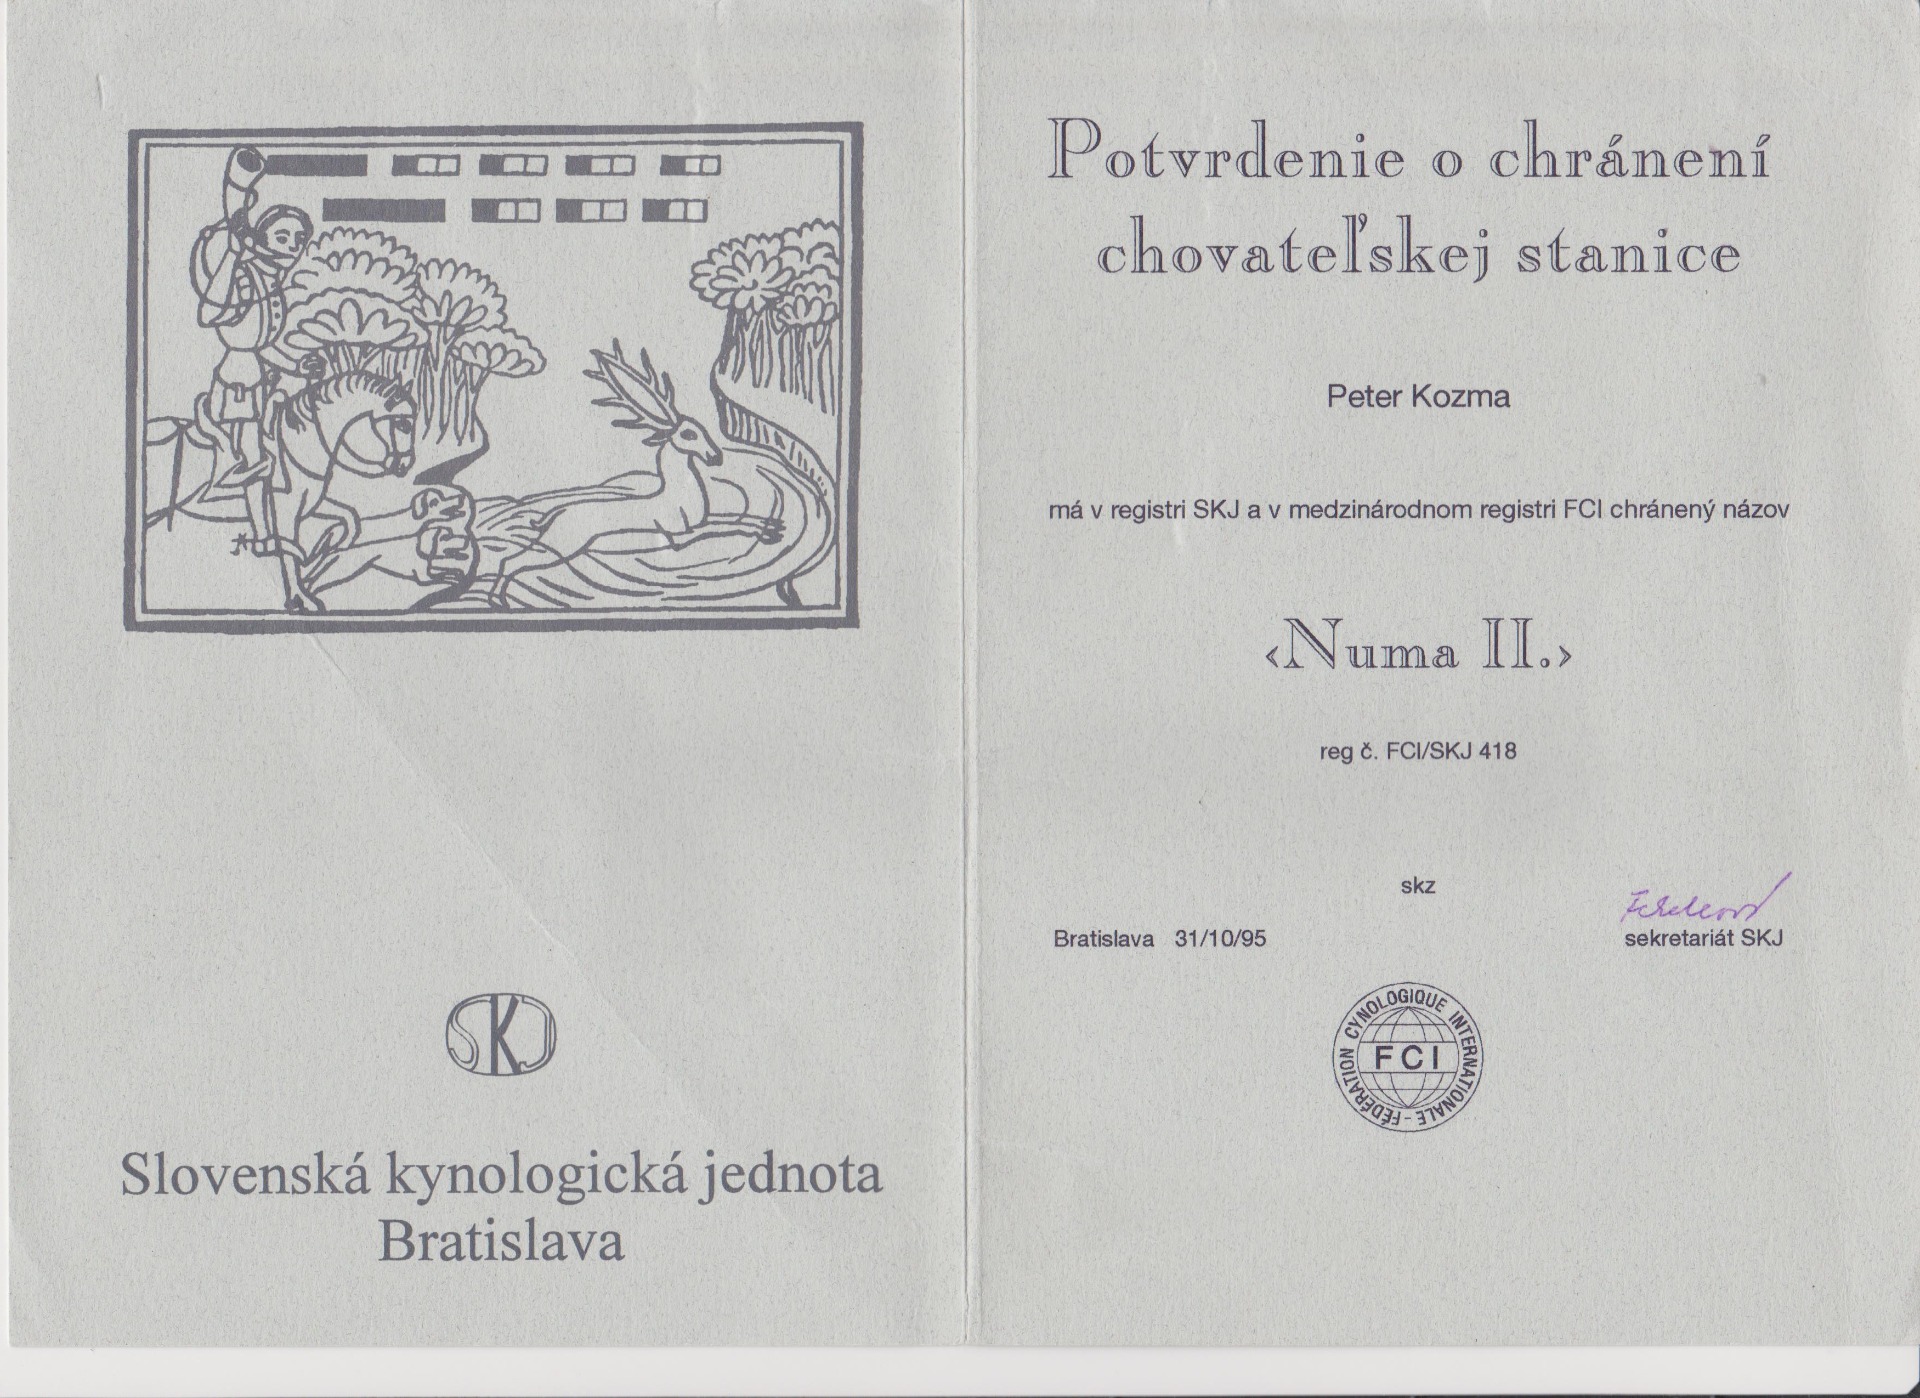 SKJ
Slovenská kynologická jednota
Bratislava
Potvrdenie o chránení
chovateľskej stanice
Peter Kozma
má v registri SKJ a v medzinárodnom registri FCI chránený názov
‹Numa II.›
reg č. FCI/SKJ 418
skz
Bratislava 31/10/95
sekretariát SKJ
FÉDÉRATION CYNOLOGIQUE INTERNATIONALE -
FCI